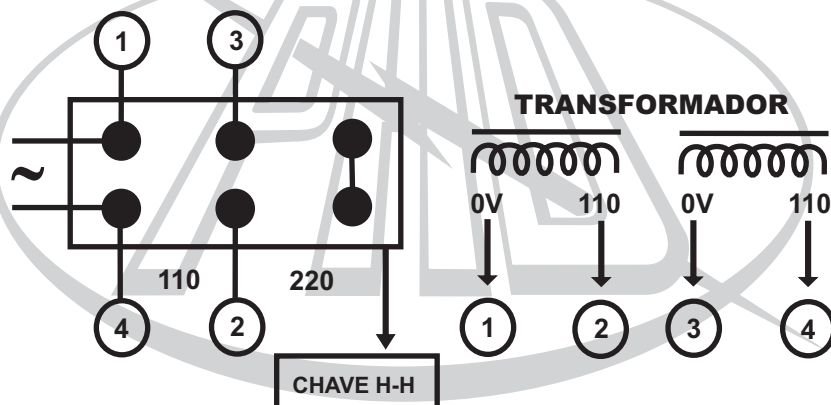 1 3
~
TRANSFORMADOR
0V 110 0V 110
110 220
4 2 1 2 3 4
CHAVE H-H